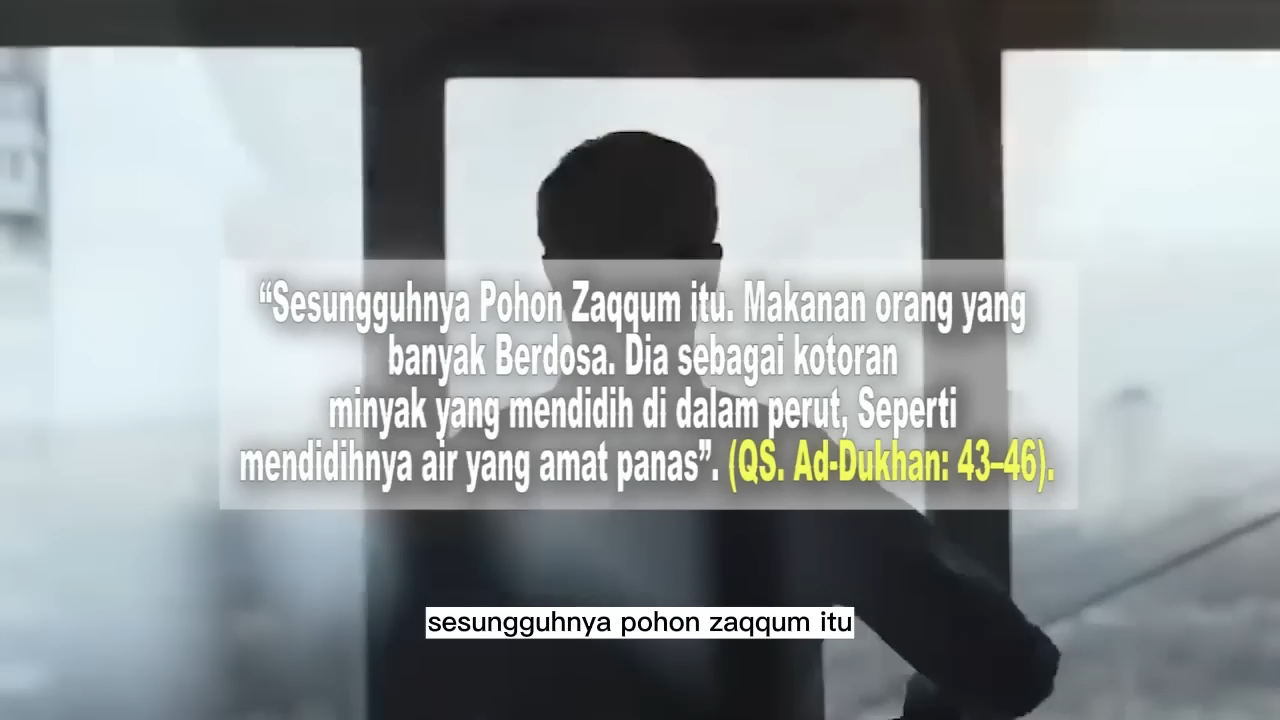 “Sesungguhnya Pohon Zaqqum itu. Makanan orang yang
banyak Berdosa. Dia sebagai kotoran
minyak yang mendidih di dalam perut, Seperti
mendidihnya air yang amat panas”. (QS. Ad-Dukhan: 43–46).
sesungguhnya pohon zaqqum itu